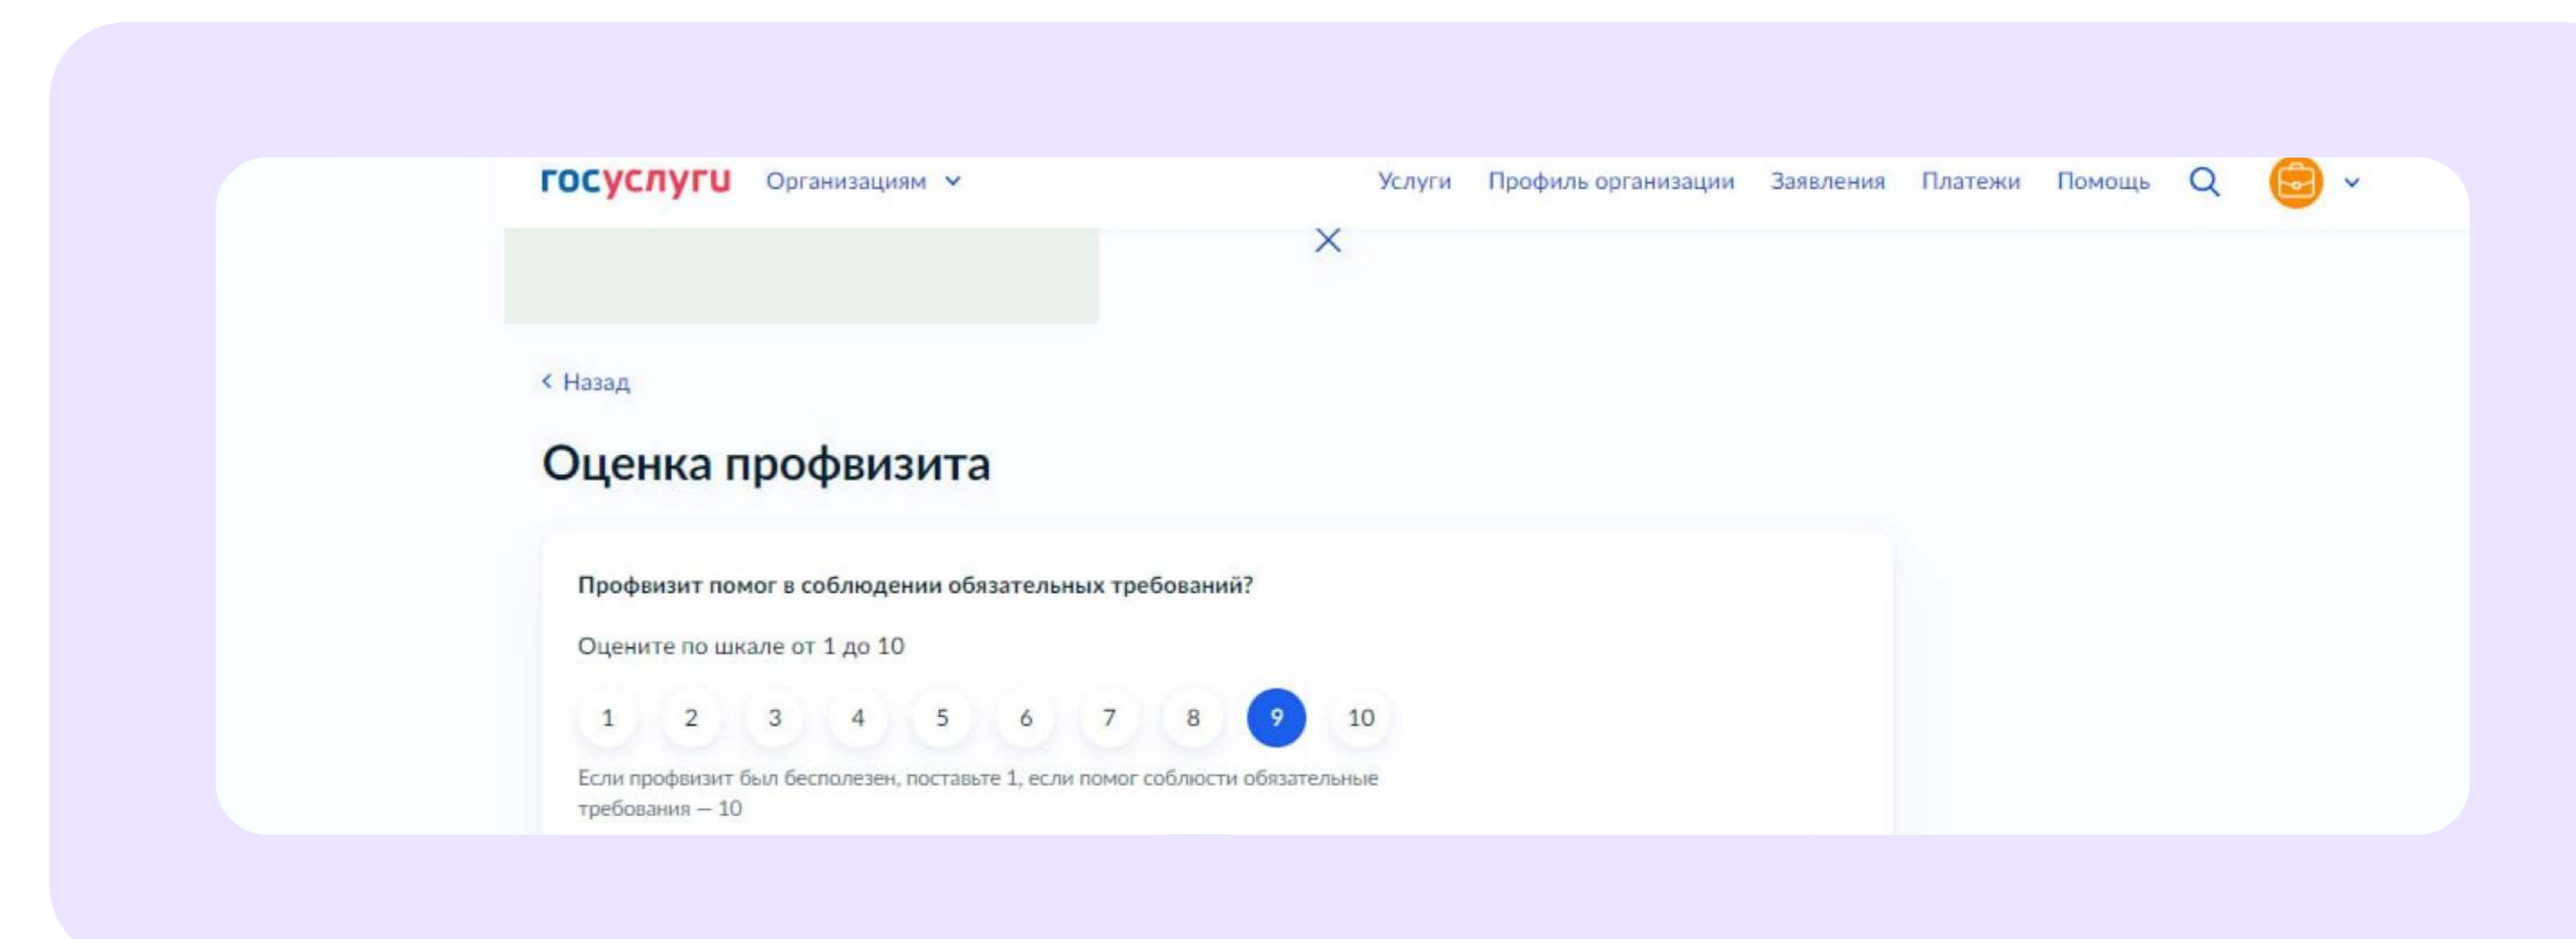 госуслуги Организациям Услуги Профиль организации Заявления Платежи Помощь
Назад
Оценка профвизита
Профвизит помог в соблюдении обязательных требований?
Оцените по шкале от 1 до 10
1 2 3 4 5 6 7 8 9 10
Если профвизит был бесполезен, поставьте 1, если помог соблюсти обязательные
требования — 10